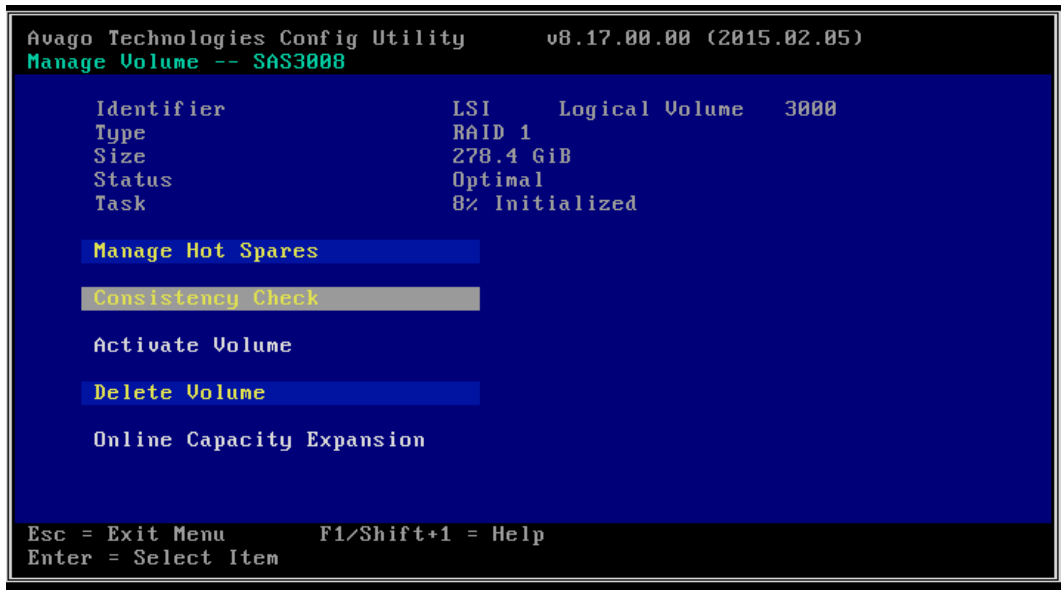 Avago Technologies Config Utility v8.17.00.00 (2015.02.05)
Manage Volume -- SAS3008
Identifier LSI Logical Volume 3000
Type RAID 1
Size 278.4 GiB
Status Optimal
Task 8% Initialized
Manage Hot Spares
Consistency Check
Activate Volume
Delete Volume
Online Capacity Expansion
Esc = Exit Menu F1/Shift+1 = Help
Enter = Select Item